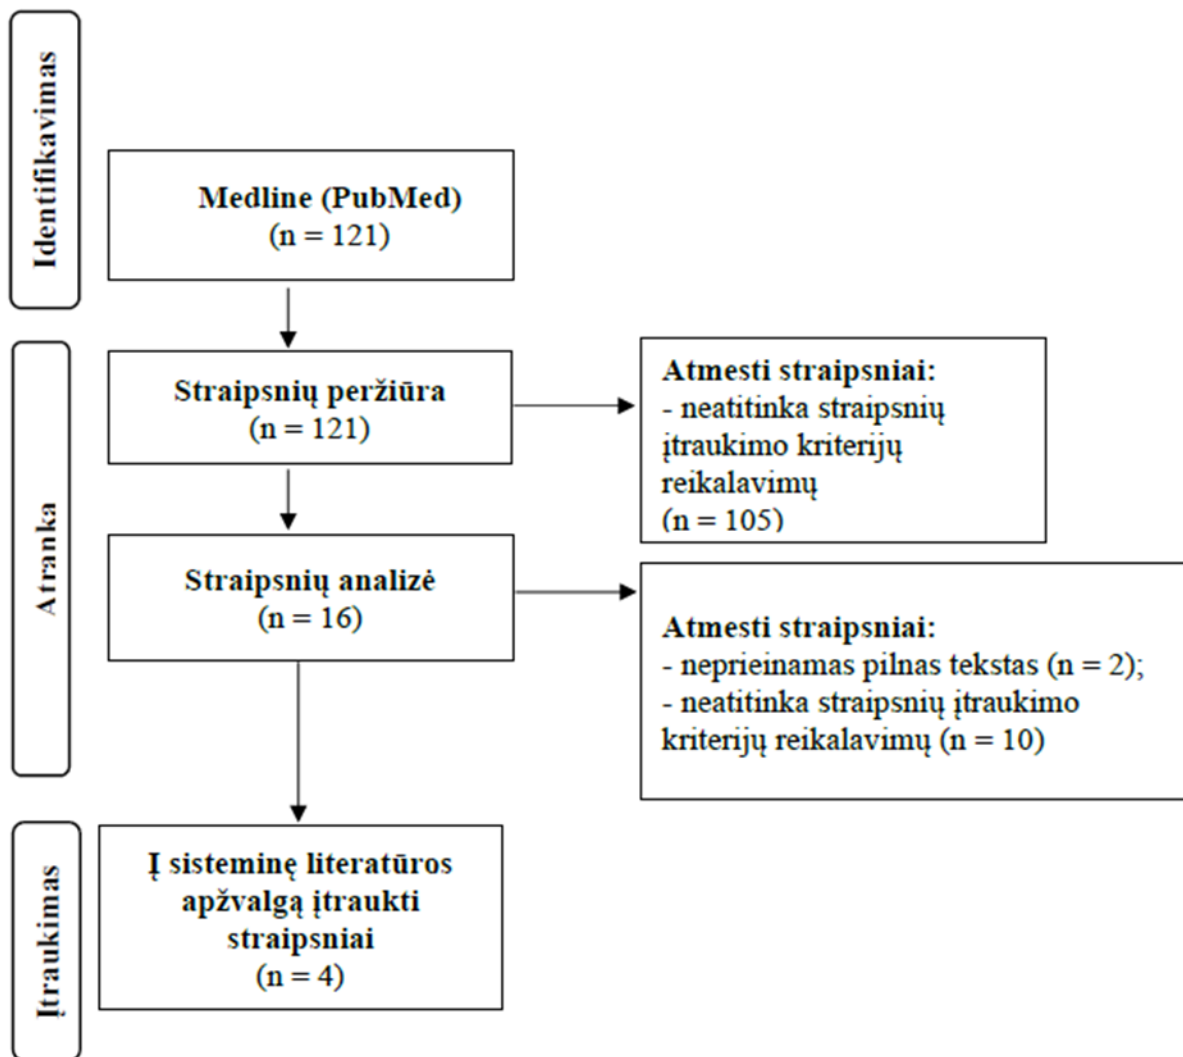 Identifikavimas
Medline (PubMed)
(n = 121)
Atranka
Straipsnių peržiūra
(n = 121)
Atmesti straipsniai:
- neatitinka straipsnių
įtraukimo kriterijų
reikalavimų
(n = 105)
Straipsnių analizė
(n = 16)
Atmesti straipsniai:
- neprieinamas pilnas tekstas (n = 2);
- neatitinka straipsnių įtraukimo
kriterijų reikalavimų (n = 10)
Įtraukimas
Į sisteminę literatūros
apžvalgą įtraukti
straipsniai
(n = 4)